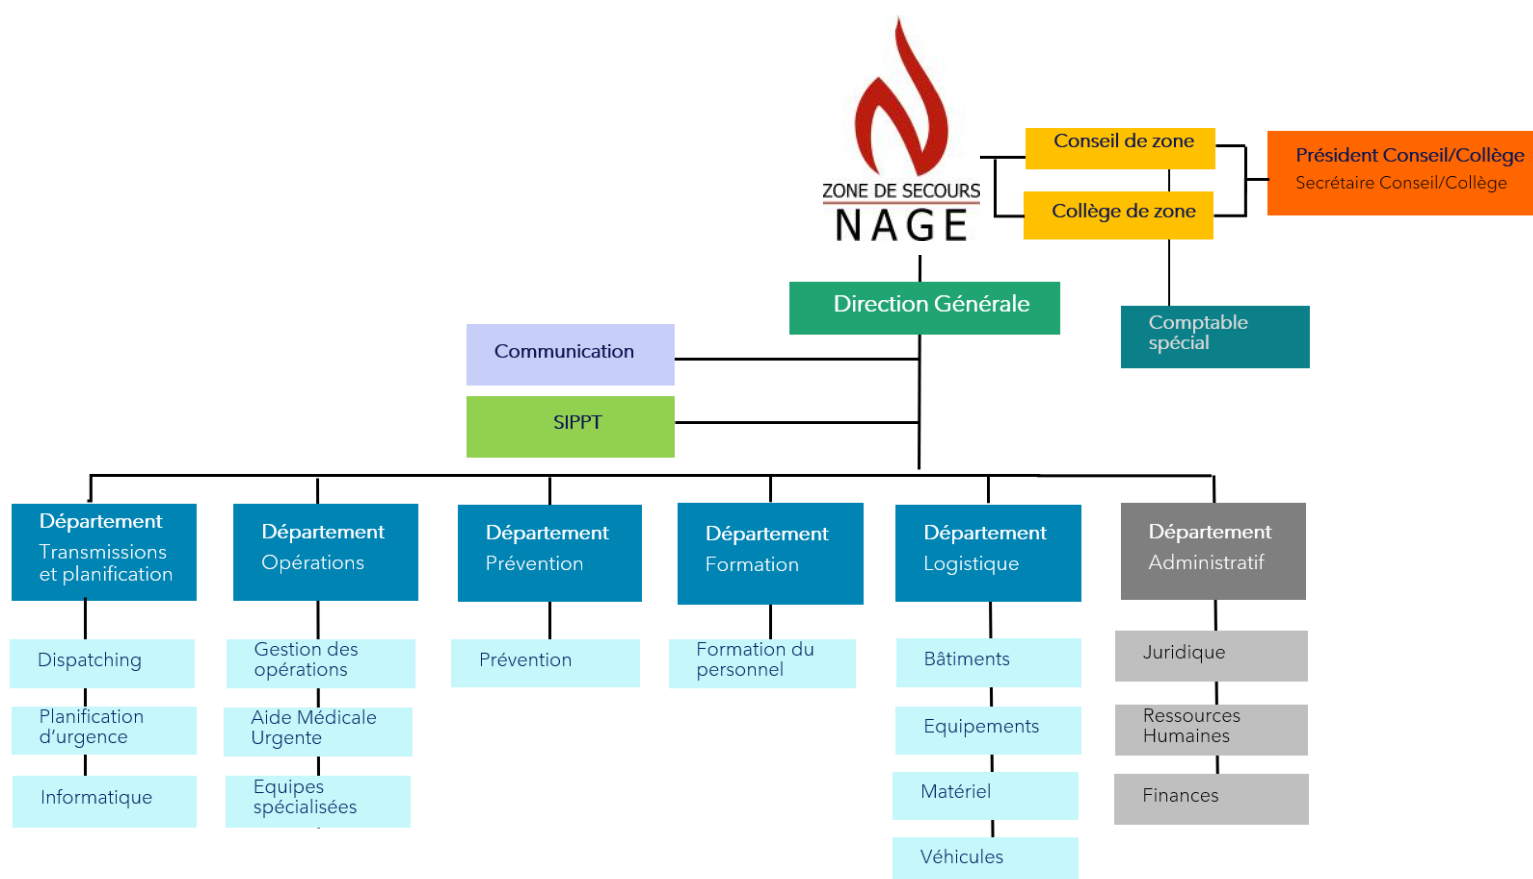 ZONE DE SECOURS
NAGE
Conseil de zone
Collège de zone
Président Conseil/Collège
Secrétaire Conseil/Collège
Direction Générale
Comptable
spécial
Communication
SIPPT
Département
Transmissions
et planification
Département
Opérations
Département
Prévention
Département
Formation
Département
Logistique
Département
Administratif
Dispatching
Planification
d'urgence
Informatique
Gestion des
opérations
Aide Médicale
Urgente
Equipes
spécialisées
Prévention
Formation du
personnel
Bâtiments
Equipements
Matériel
Véhicules
Juridique
Ressources
Humaines
Finances